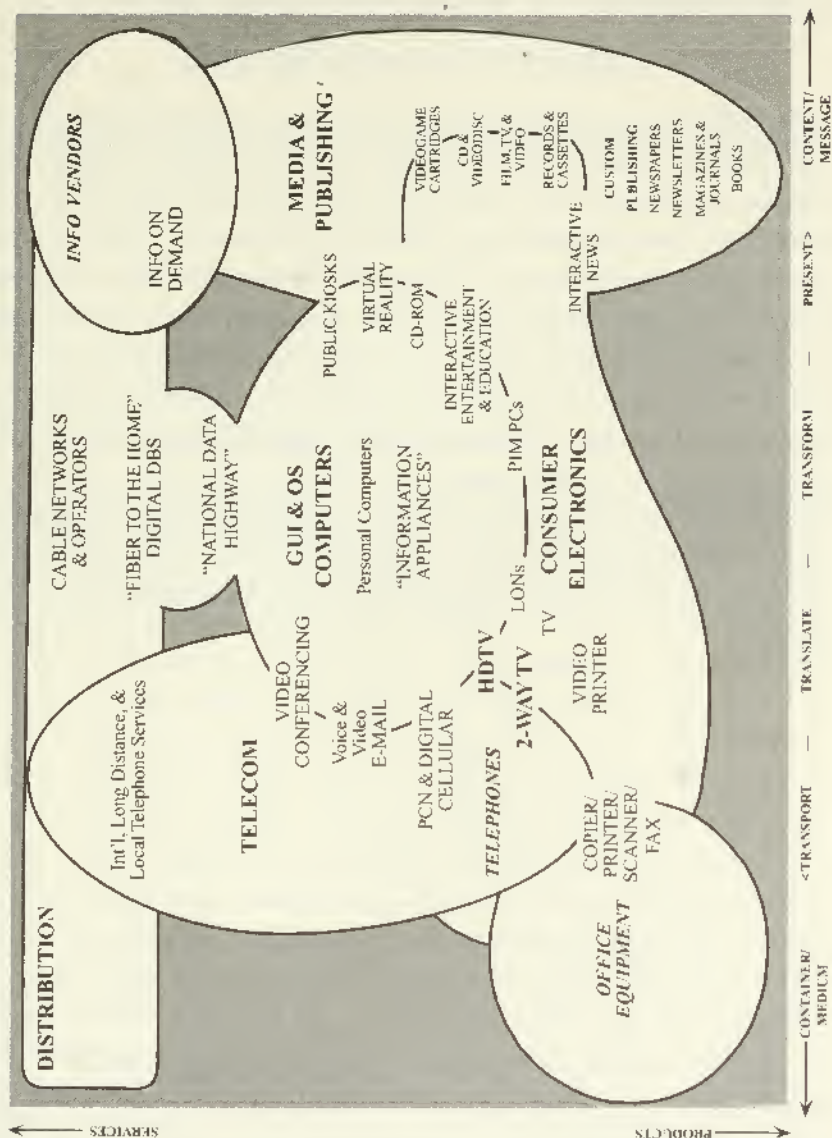 DISTRIBUTION
Int'l, Long Distance, &
Local Telephone Services
CABLE NETWORKS
& OPERATORS
"FIBER TO THE HOME"
DIGITAL DBS
"NATIONAL DATA
HIGHWAY"
INFO VENDORS
INFO ON
DEMAND
TELECOM
VIDEO
CONFERENCING
Voice &
Video
E-MAIL
PCN & DIGITAL
CELLULAR
TELEPHONES
HDTV
2-WAY TV
GUI & OS
COMPUTERS
Personal Computers
"INFORMATION
APPLIANCES"
LONs
PIM PCs
TV
CONSUMER
ELECTRONICS
VIDEO
PRINTER
MEDIA &
PUBLISHING
PUBLIC KIOSKS
VIRTUAL
REALITY
CD-ROM
INTERACTIVE
ENTERTAINMENT
& EDUCATION
VIDEOGAME
CARTRIDGES
CD &
VIDEODISC
FILM, TV, &
VIDEO
RECORDS &
CASSETTES
INTERACTIVE
NEWS
CUSTOM
PUBLISHING
NEWSPAPERS
NEWSLETTERS
MAGAZINES &
JOURNALS
BOOKS
OFFICE
EQUIPMENT
COPIER/
PRINTER/
SCANNER/
FAX
SERVICES
PRODUCTS
CONTAINER/
MEDIUM
<TRANSPORT — TRANSLATE — TRANSFORM — PRESENT>
CONTENT/
MESSAGE